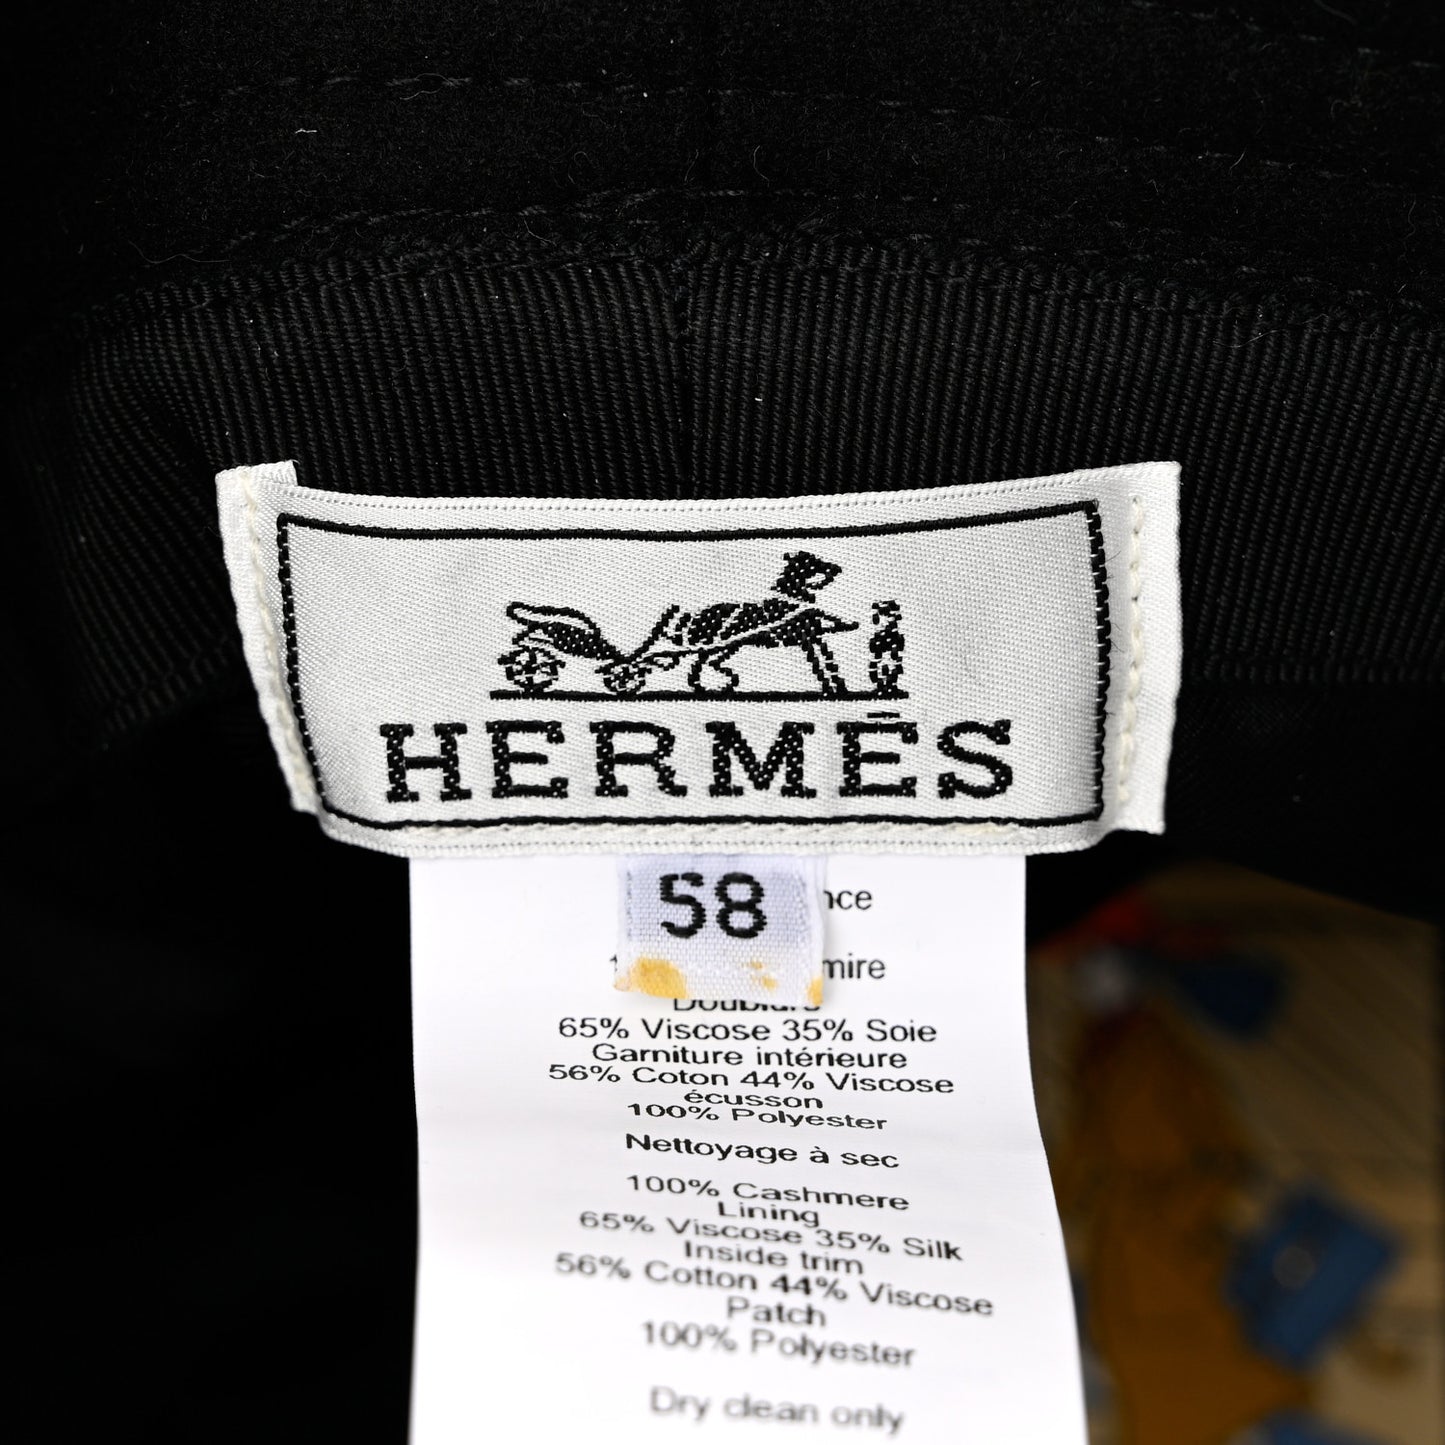 HERMÈS
58
65% Viscose 35% Soie
Garniture intérieure
56% Coton 44% Viscose
écusson
100% Polyester
Nettoyage à sec
100% Cashmere
Lining
65% Viscose 35% Silk
Inside trim
56% Cotton 44% Viscose
Patch
100% Polyester
Dry clean only